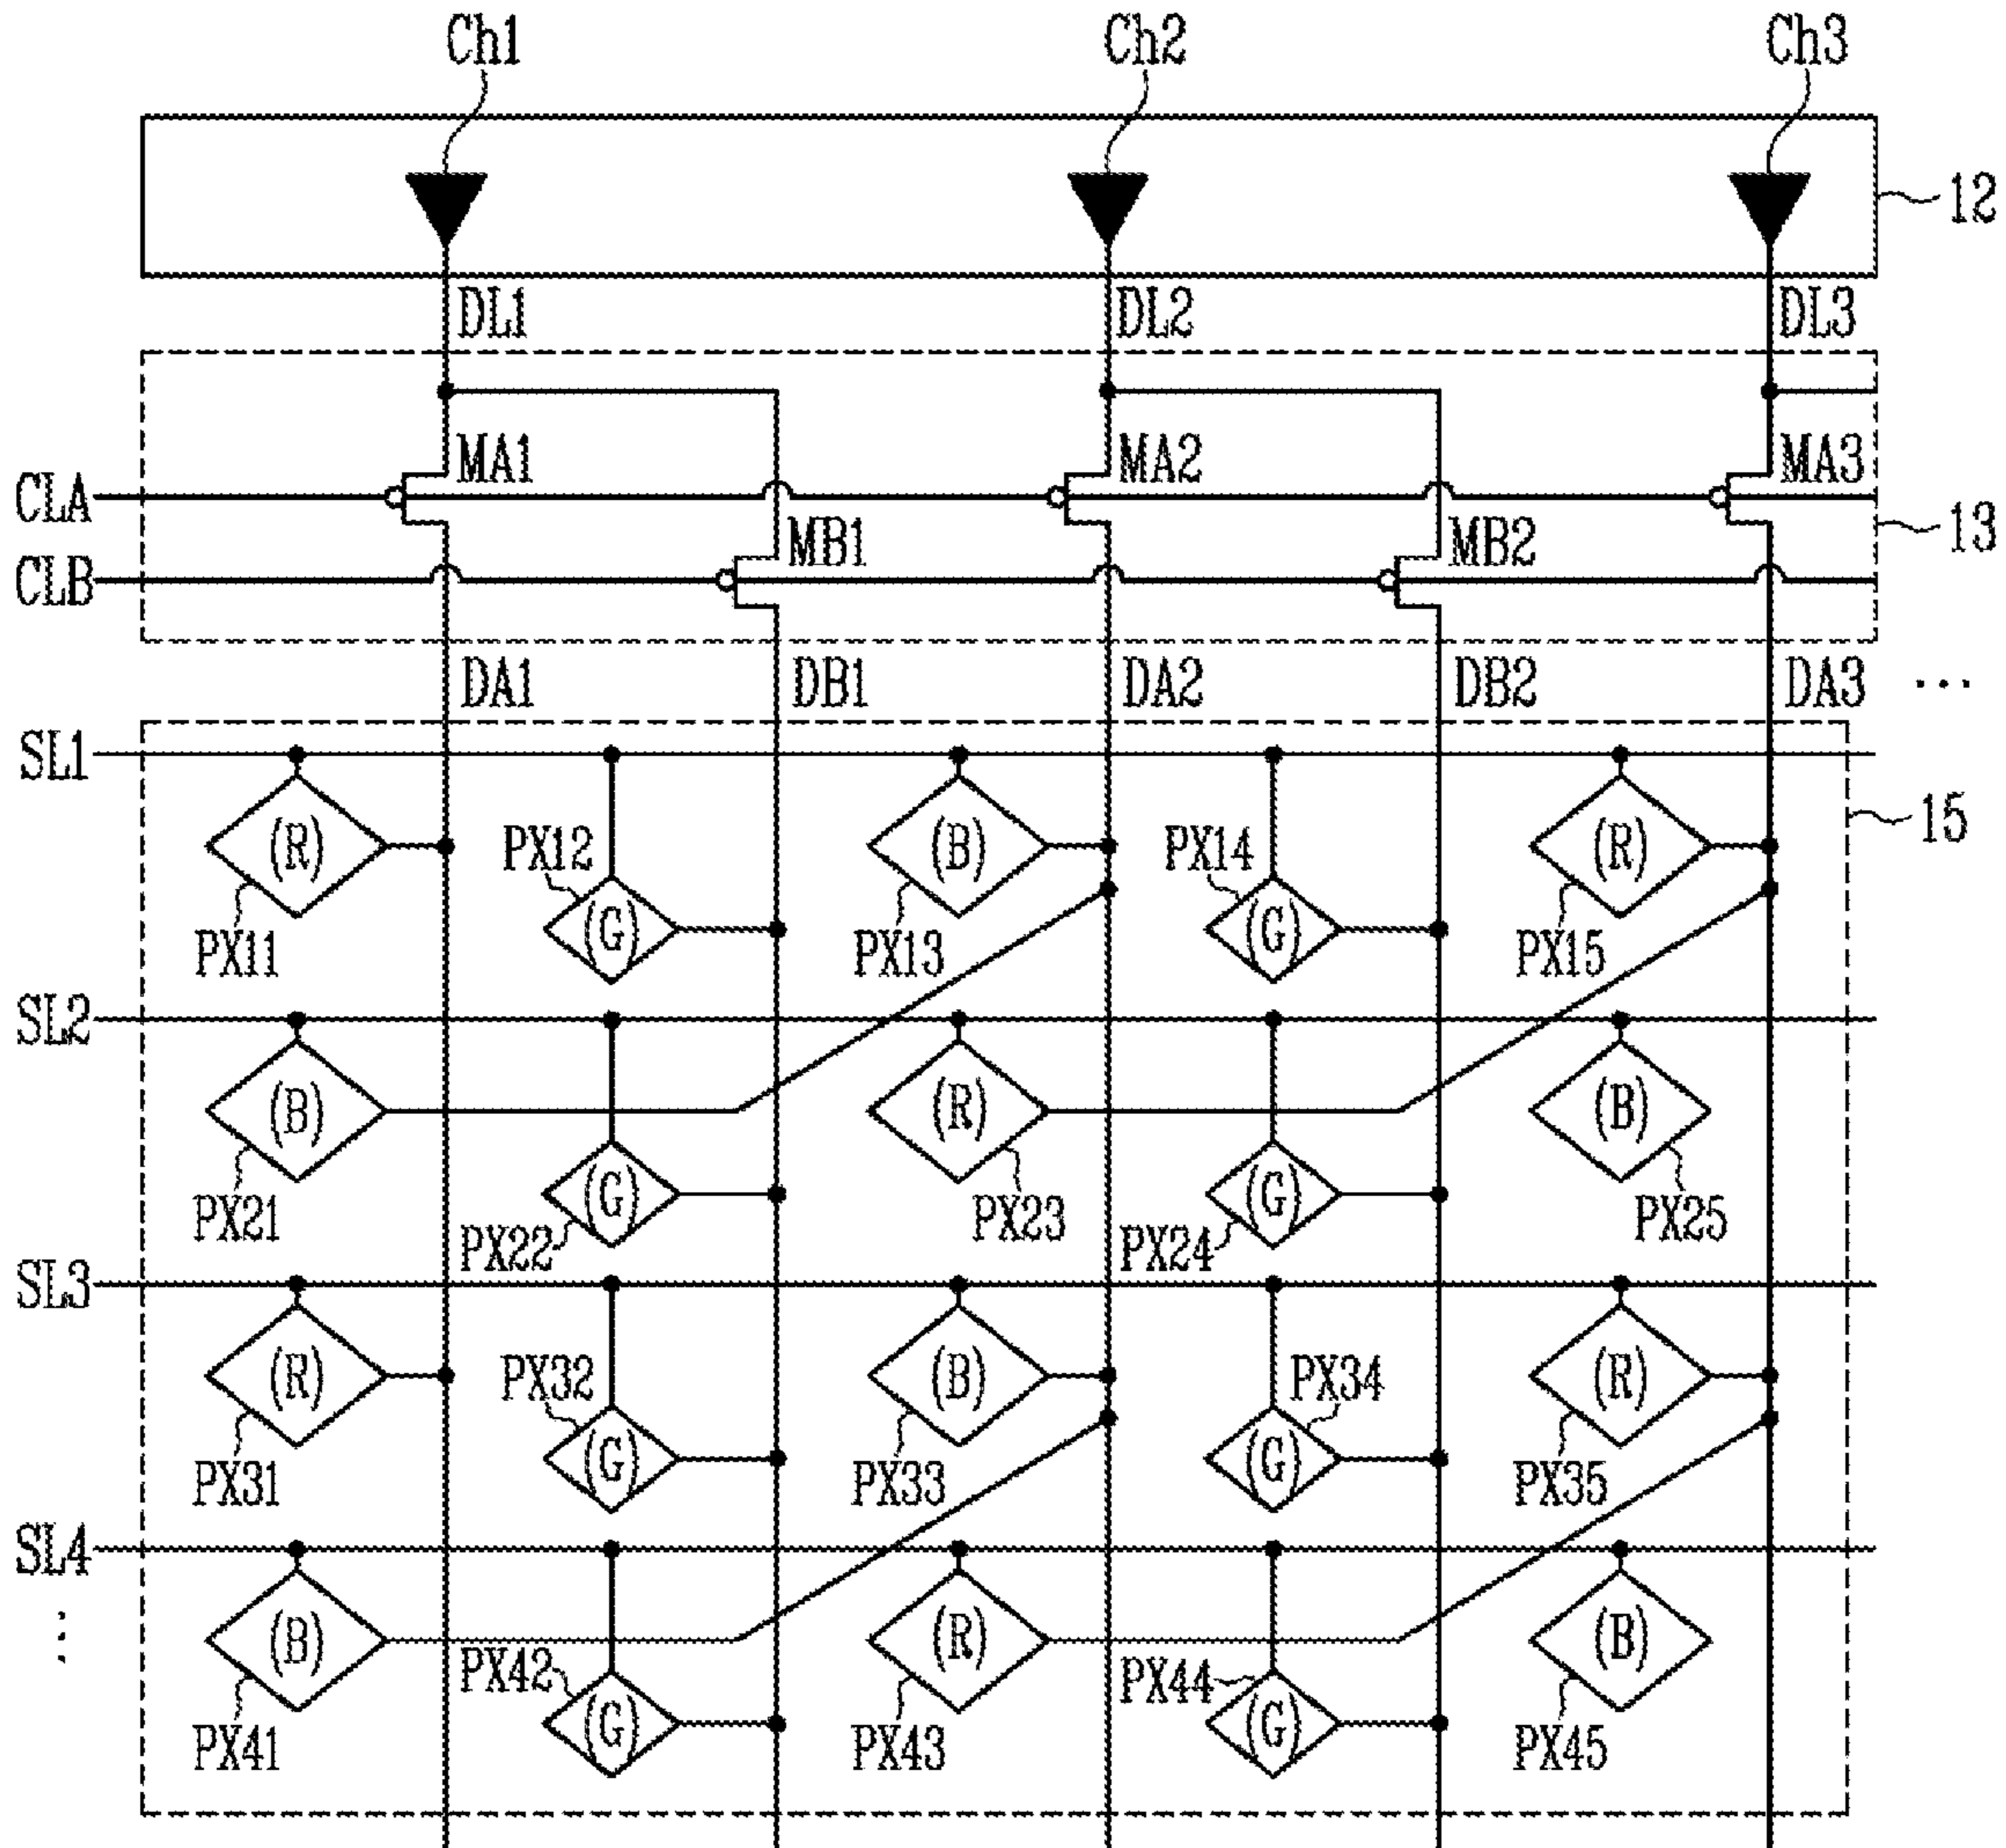 Ch1 Ch2 Ch3
12
DL1 DL2 DL3
MA1 MA2 MA3
CLA
13
MB1 MB2
CLB
DA1 DB1 DA2 DB2 DA3 ...
SL1
15
(R) PX12 (B) PX14 (R)
(G) (G)
PX11 PX13 PX15
SL2
(B) (R) (B)
(G) (G)
PX21 PX22 PX23 PX24 PX25
SL3
(R) PX32 (B) PX34 (R)
(G) (G)
PX31 PX33 PX35
SL4
(B) (R) (B)
PX42 PX44
(G) (G)
PX41 PX43 PX45